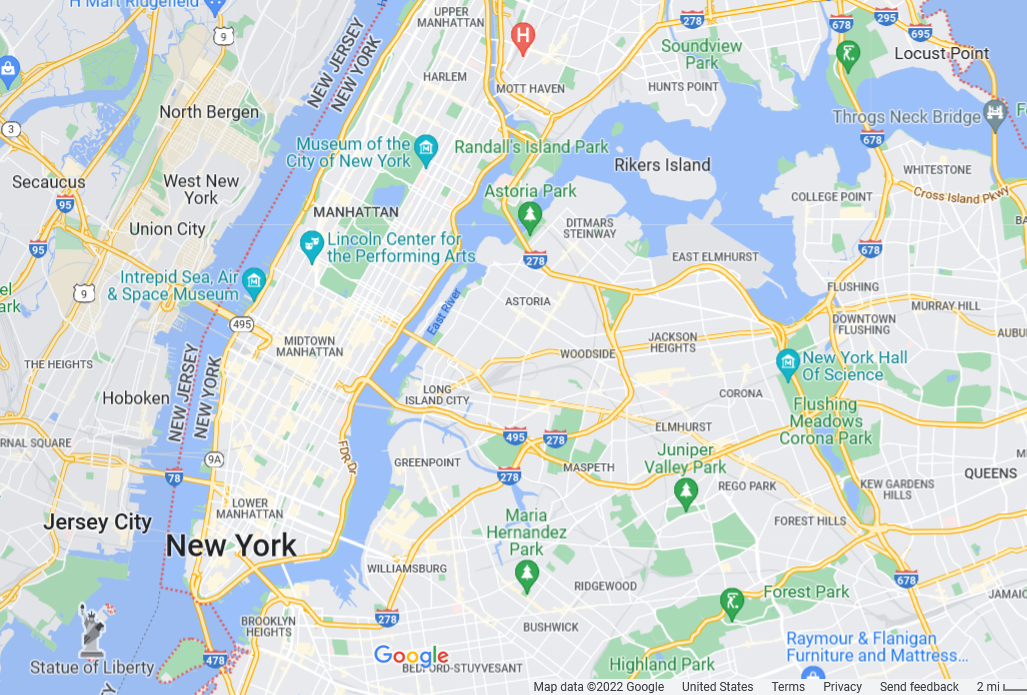 H Mart Ridgefield
UPPER
MANHATTAN
278
678
295
695
9
NEW JERSEY
NEW YORK
H
Soundview
Park
Locust Point
HARLEM
MOTT HAVEN
HUNTS POINT
North Bergen
Throgs Neck Bridge
3
Museum of the
City of New York
Randall's Island Park
Rikers Island
678
WHITESTONE
Secaucus
West New
York
Astoria Park
COLLEGE POINT
Cross Island Pkwy
95
MANHATTAN
DITMARS
STEINWAY
Union City
Lincoln Center for
the Performing Arts
95
278
EAST ELMHURST
678
Intrepid Sea, Air
& Space Museum
9
East River
ASTORIA
FLUSHING
MURRAY HILL
495
DOWNTOWN
FLUSHING
MIDTOWN
MANHATTAN
JACKSON
HEIGHTS
WOODSIDE
THE HEIGHTS
NEW JERSEY
NEW YORK
New York Hall
Of Science
Hoboken
LONG
ISLAND CITY
CORONA
Flushing
Meadows
Corona Park
495
278
ELMHURST
FDR Dr
9A
GREENPOINT
MASPETH
Juniper
Valley Park
78
278
REGO PARK
QUEENS
KEW GARDENS
HILLS
LOWER
MANHATTAN
Jersey City
Maria
Hernandez
Park
FOREST HILLS
New York
WILLIAMSBURG
RIDGEWOOD
678
Forest Park
BROOKLYN
HEIGHTS
278
BUSHWICK
Raymour & Flanigan
Furniture and Mattress...
Statue of Liberty
478
Google
BEDFORD-STUYVESANT
Highland Park
Map data ©2022 Google United States Terms Privacy Send feedback 2 mi